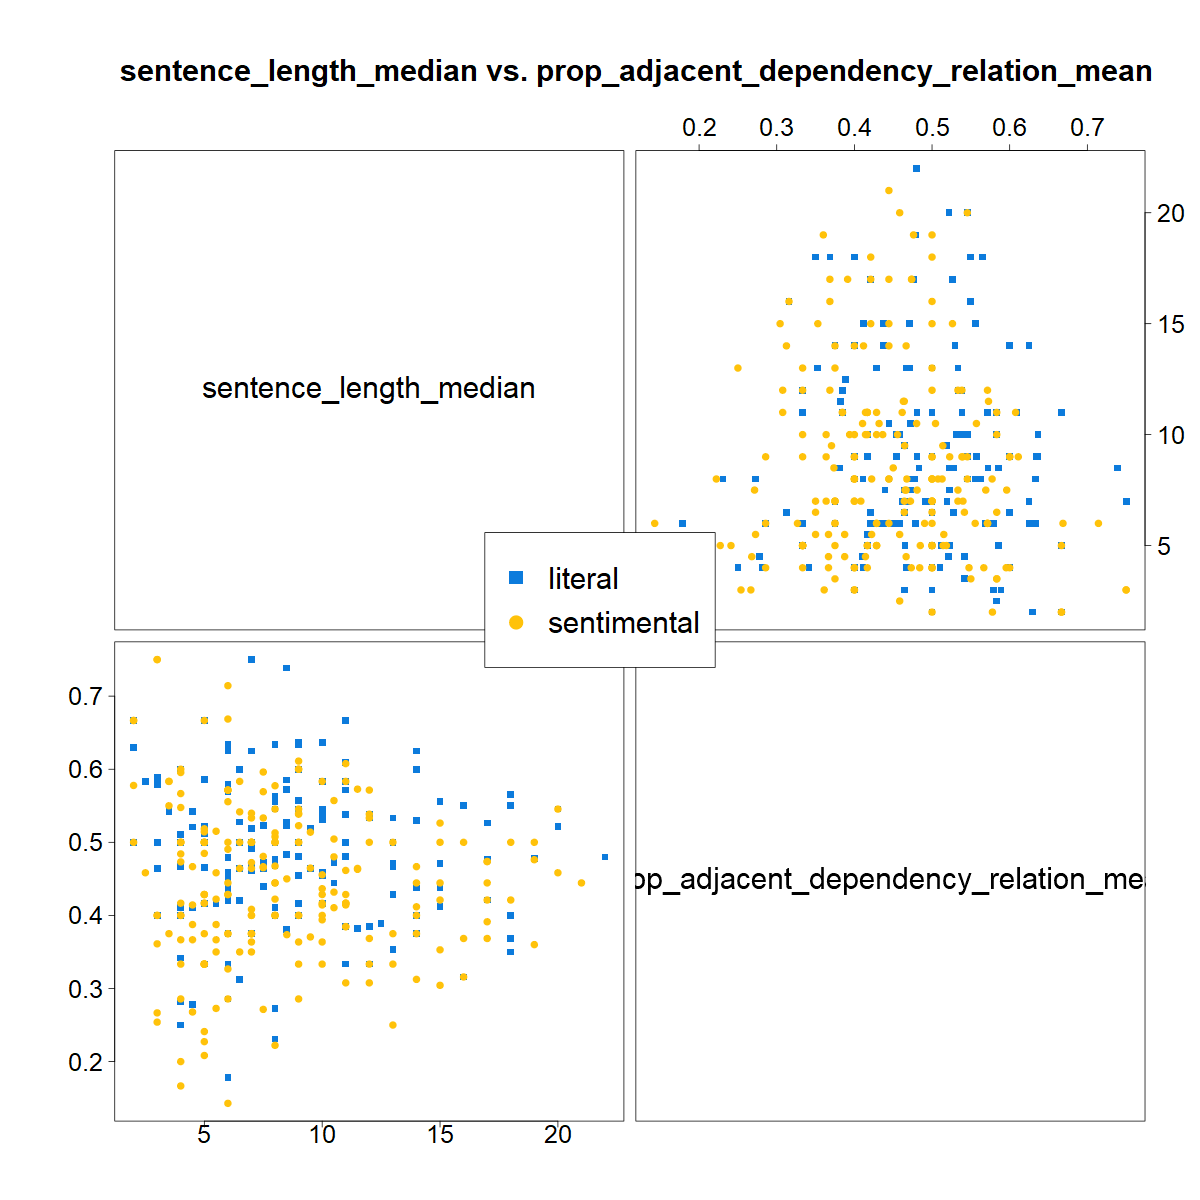 sentence_length_median vs. prop_adjacent_dependency_relation_mean
0.2 0.3 0.4 0.5 0.6 0.7
sentence_length_median
20
15
10
5
literal
sentimental
0.7
0.6
0.5
0.4
0.3
0.2
op_adjacent_dependency_relation_me
5 10 15 20